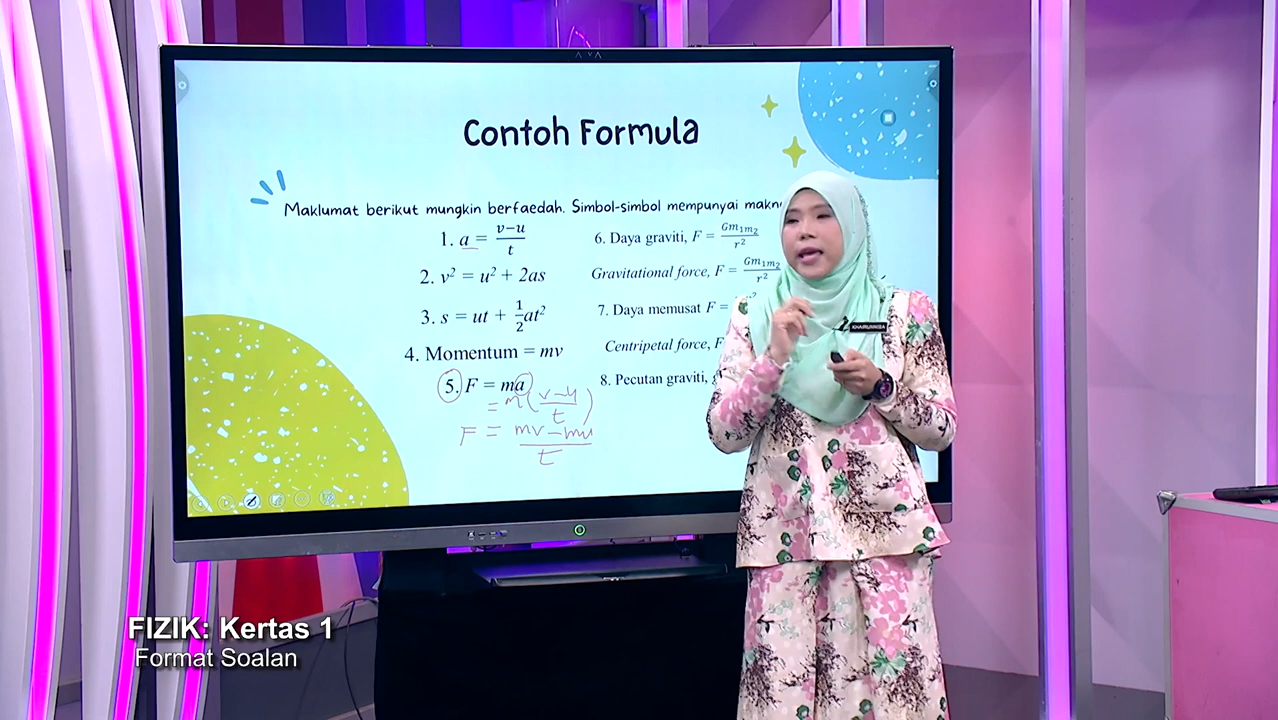 Contoh Formula
Maklumat berikut mungkin berfaedah. Simbol-simbol mempunyai
1. a = v−u/t
2. v² = u² + 2as
3. s = ut + 1/2at²
4. Momentum = mv
5. F = ma
= m(v−u/t)
F = mv−mu/t
6. Daya graviti, F = Gm₁m₂/r²
Gravitational force, F = Gm₁m₂/r²
7. Daya memusat F =
Centripetal force, F
8. Pecutan graviti,
KHAIRUNNISA
FIZIK: Kertas 1
Format Soalan